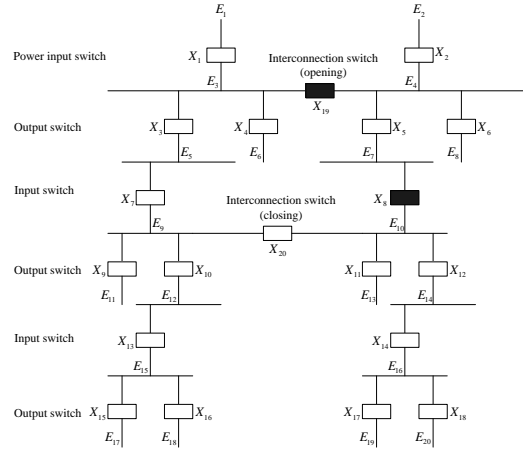 E1 E2
Power input switch X1 Interconnection switch (opening) X2
E3 E4
X19
Output switch X3 X4 X5 X6
E5 E6 E7 E8
Input switch X7 Interconnection switch (closing) X8
E9 E10
X20
Output switch X9 X10 X11 X12
E11 E12 E13 E14
Input switch X13 X14
E15 E16
Output switch X15 X16 X17 X18
E17 E18 E19 E20